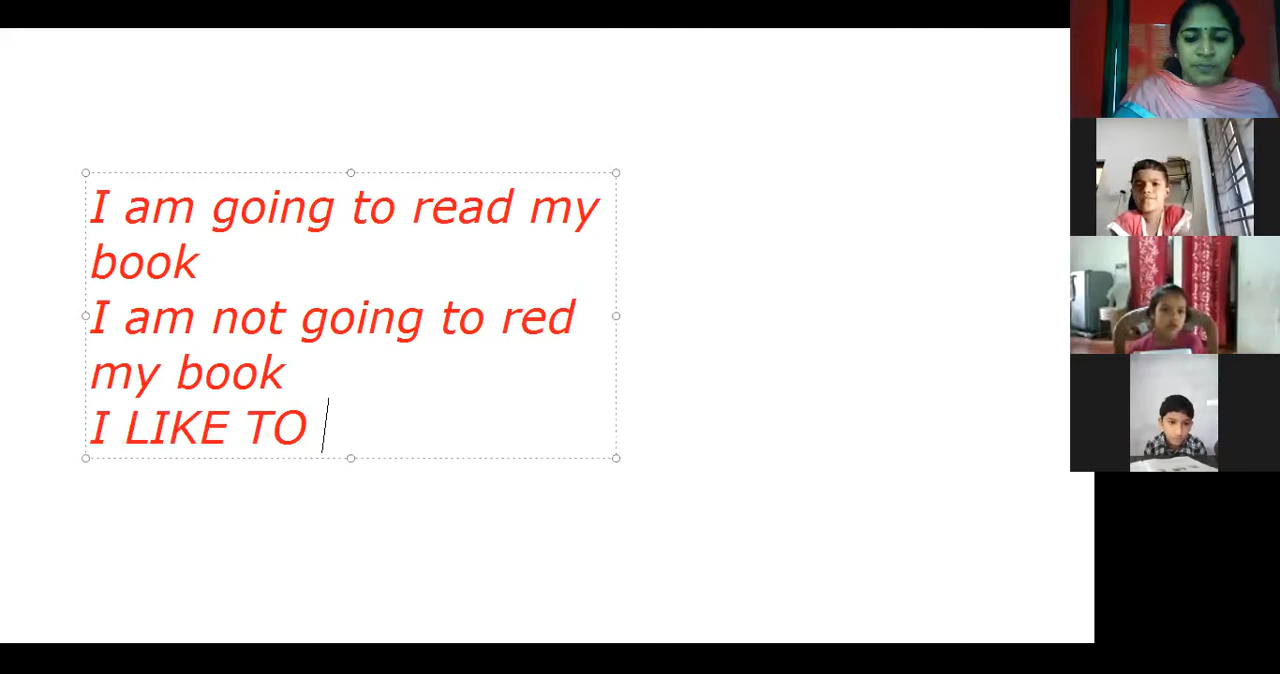 I am going to read my
book
I am not going to red
my book
I LIKE TO